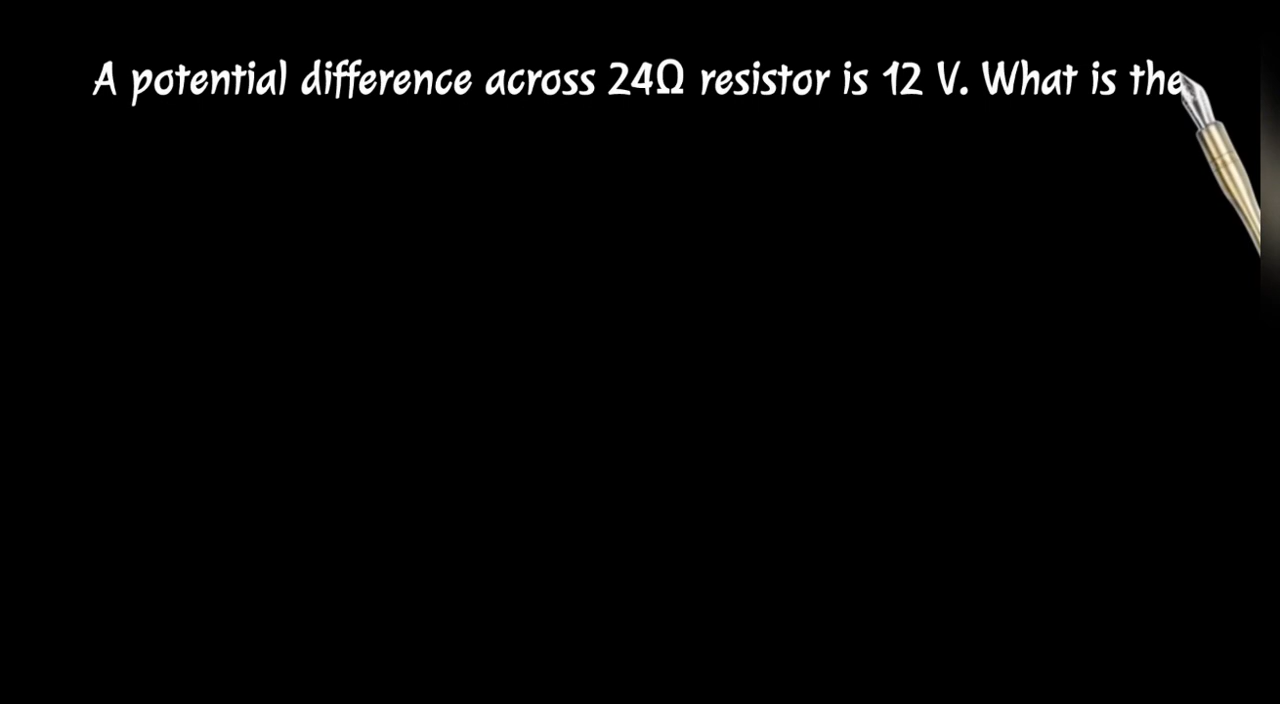 A potential difference across 24Ω resistor is 12 V. What is the